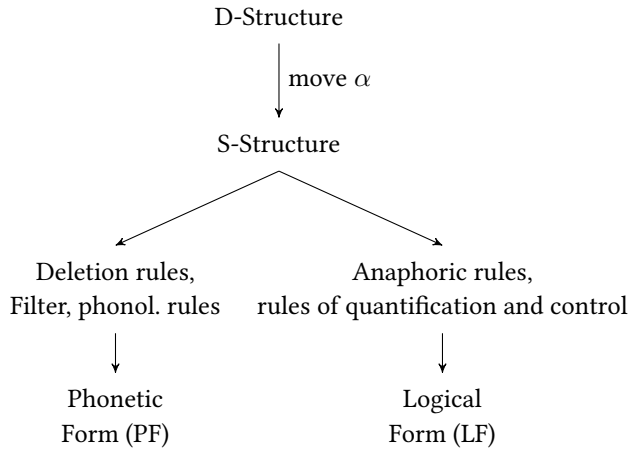 D-Structure
move α
S-Structure
Deletion rules,
Filter, phonol. rules
Anaphoric rules,
rules of quantification and control
Phonetic
Form (PF)
Logical
Form (LF)